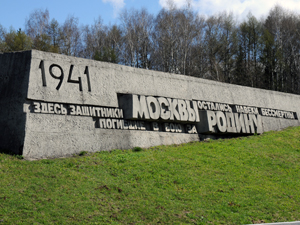 1941
ЗДЕСЬ ЗАЩИТНИКИ МОСКВЫ ОСТАЛИСЬ НАВЕКИ БЕССМЕРТНЫ
ПОГИБШИЕ В БОЮ ЗА РОДИНУ